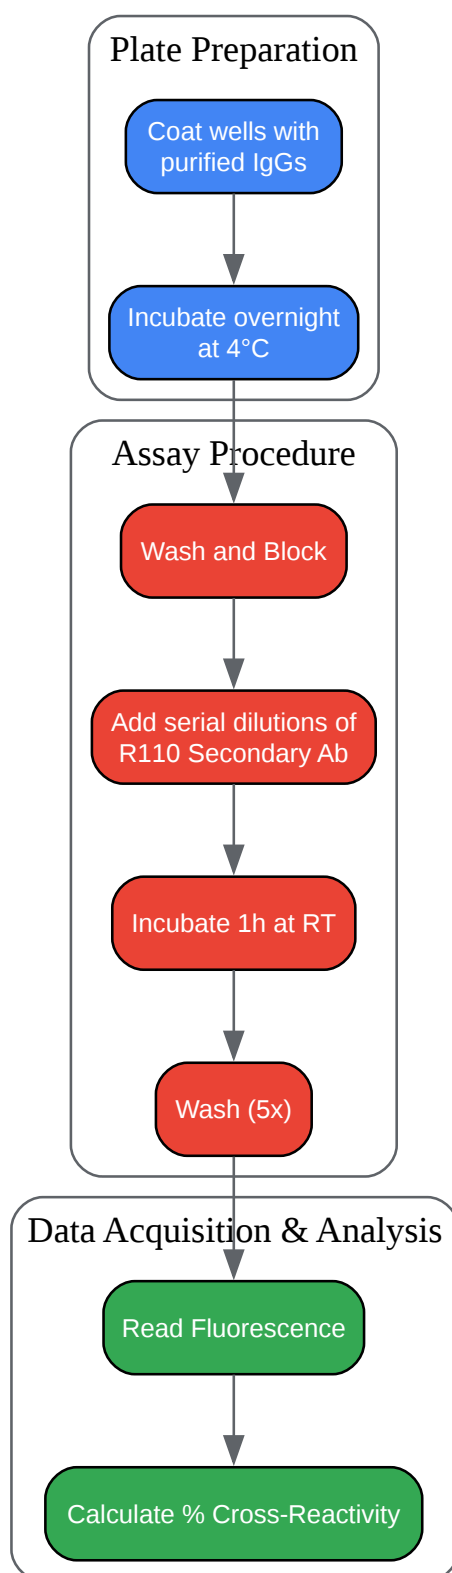 Plate Preparation
Coat wells with
purified IgGs
Incubate overnight
at 4°C
Assay Procedure
Wash and Block
Add serial dilutions of
R110 Secondary Ab
Incubate 1h at RT
Wash (5x)
Data Acquisition & Analysis
Read Fluorescence
Calculate % Cross-Reactivity